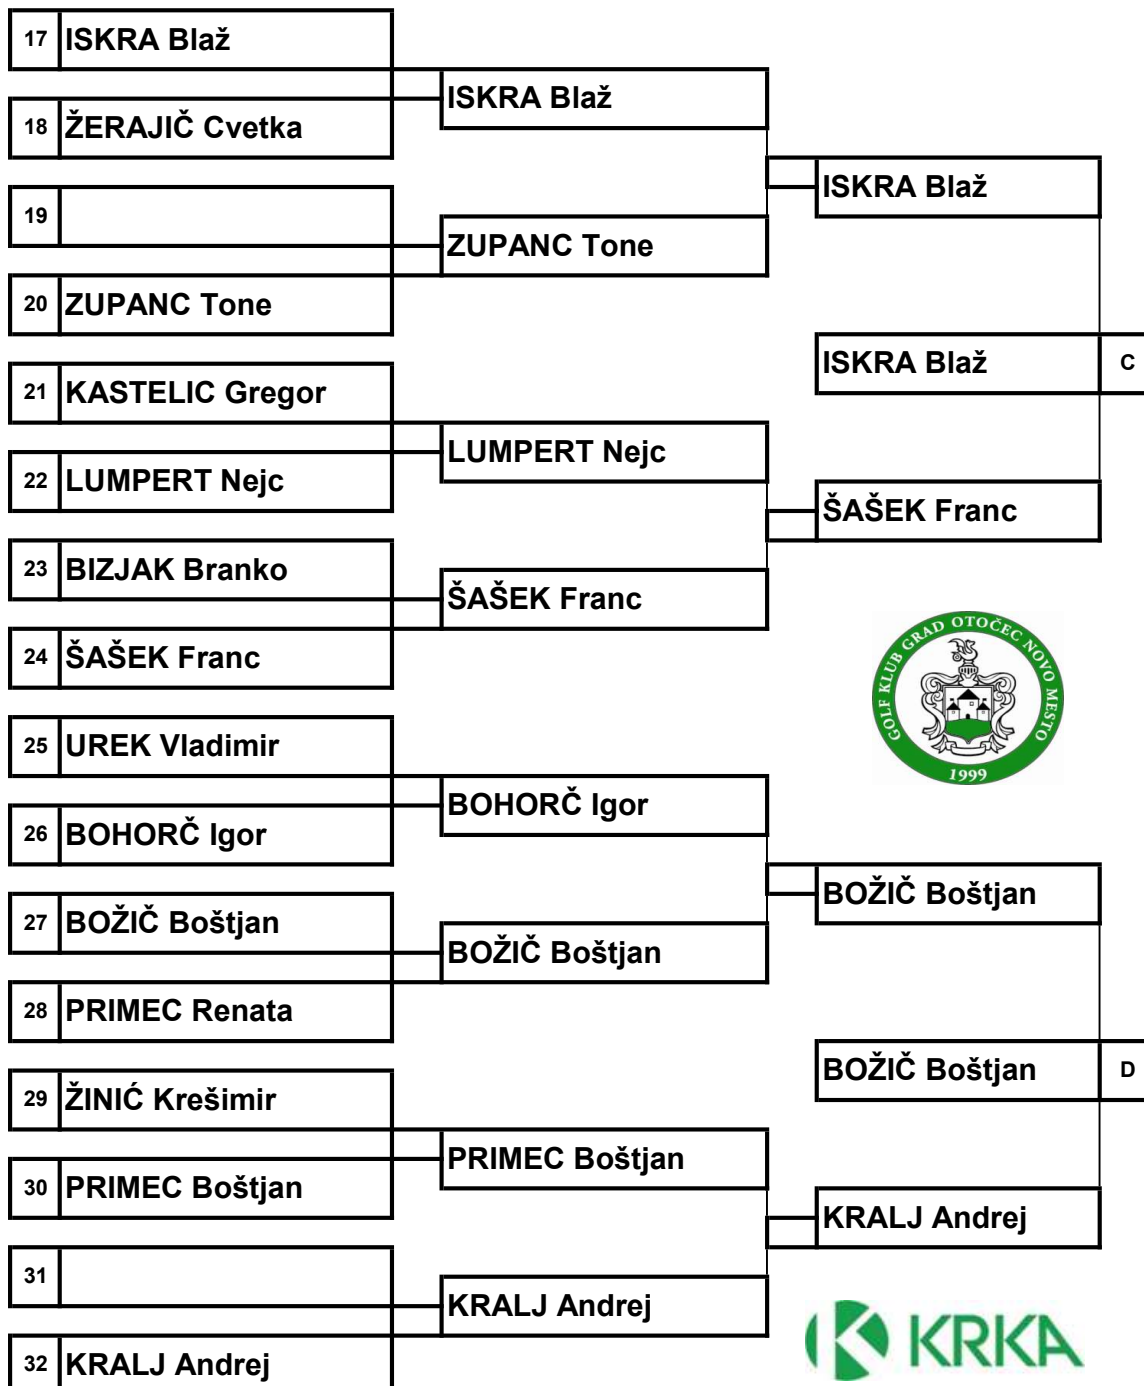 17 ISKRA Blaž
18 ŽERAJIČ Cvetka
19
20 ZUPANC Tone
21 KASTELIC Gregor
22 LUMPERT Nejc
23 BIZJAK Branko
24 ŠAŠEK Franc
25 UREK Vladimir
26 BOHORČ Igor
27 BOŽIČ Boštjan
28 PRIMEC Renata
29 ŽINIĆ Krešimir
30 PRIMEC Boštjan
31
32 KRALJ Andrej
ISKRA Blaž
ZUPANC Tone
LUMPERT Nejc
ŠAŠEK Franc
BOHORČ Igor
BOŽIČ Boštjan
PRIMEC Boštjan
KRALJ Andrej
ISKRA Blaž
ISKRA Blaž C
ŠAŠEK Franc
GOLF KLUB GRAD OTOČEC NOVO MESTO
1999
BOŽIČ Boštjan
BOŽIČ Boštjan D
KRALJ Andrej
KRKA